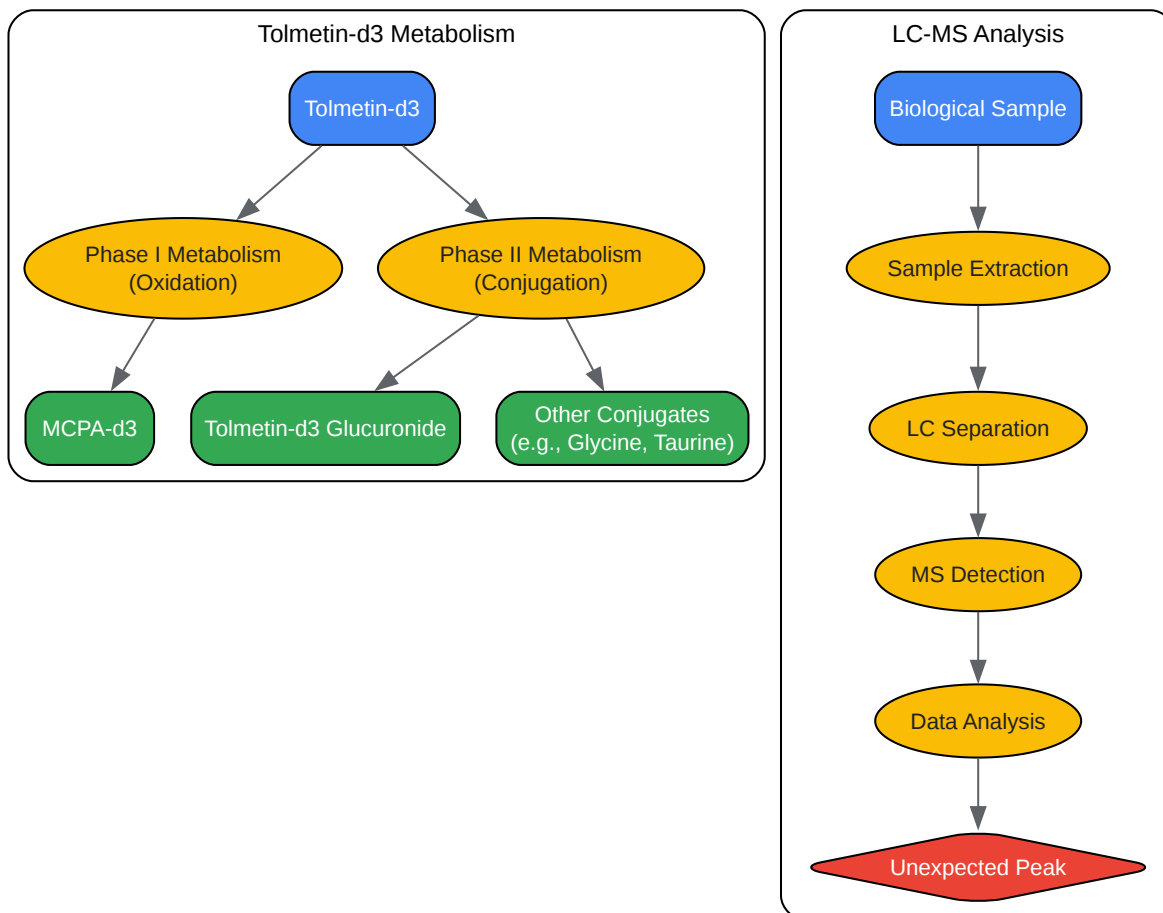 Tolmetin-d3 Metabolism
Tolmetin-d3
Phase I Metabolism
(Oxidation)
Phase II Metabolism
(Conjugation)
MCPA-d3
Tolmetin-d3 Glucuronide
Other Conjugates
(e.g., Glycine, Taurine)
LC-MS Analysis
Biological Sample
Sample Extraction
LC Separation
MS Detection
Data Analysis
Unexpected Peak